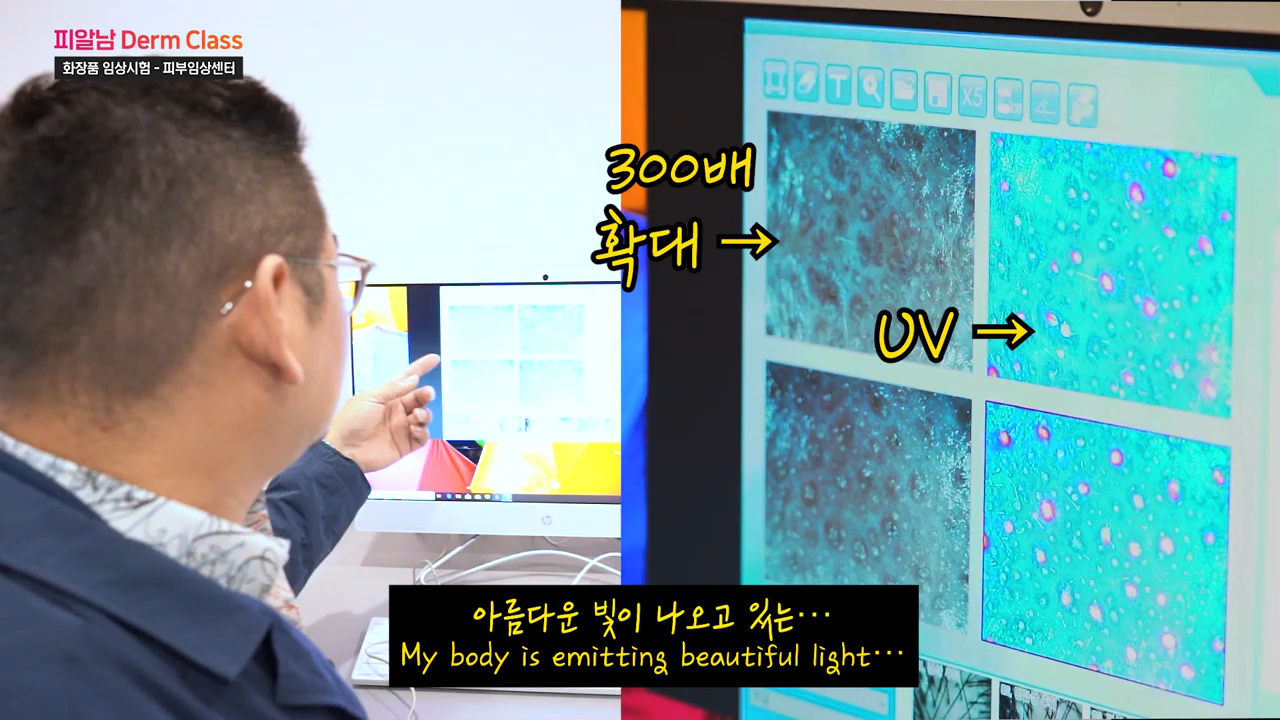 피알남 Derm Class
화장품 임상시험 - 피부임상센터
300배
확대 →
UV →
X5
아름다운 빛이 나오고 있는…
My body is emitting beautiful light…